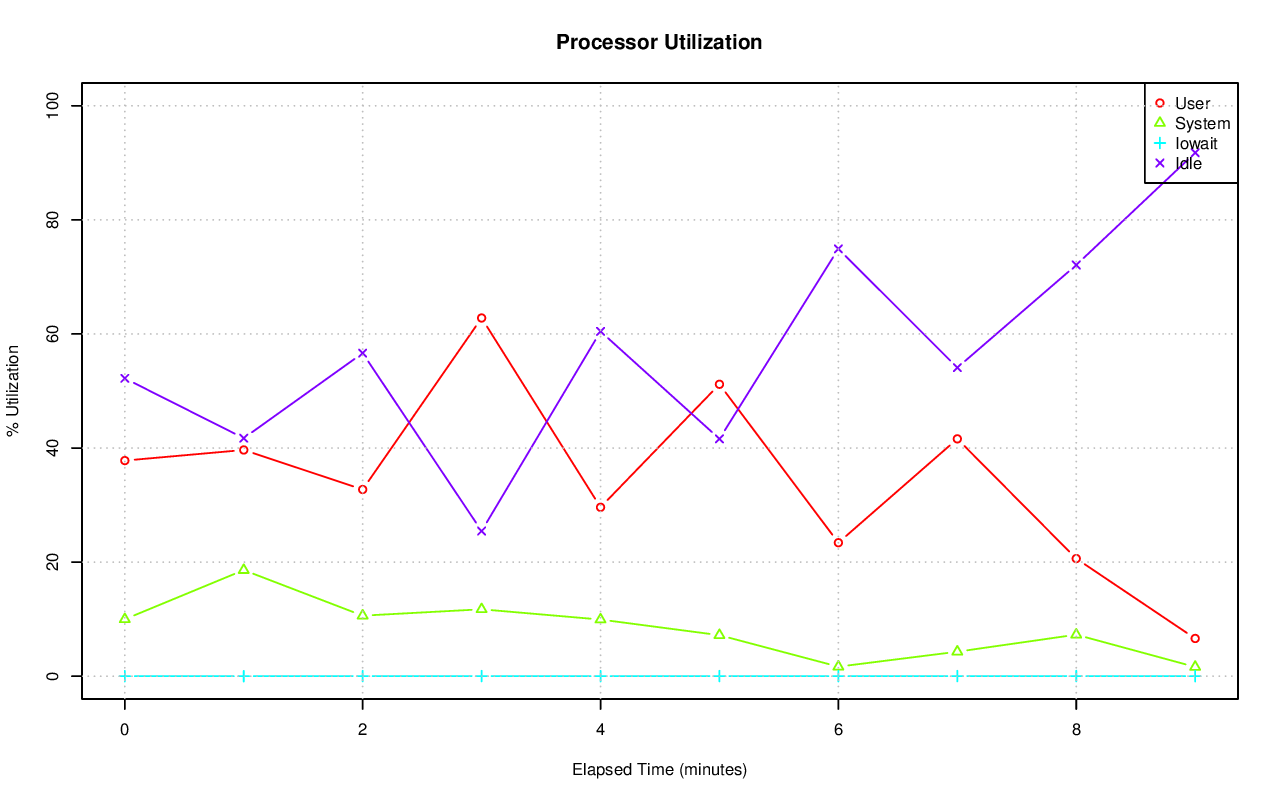 Processor Utilization
100
80
60
40
20
0
% Utilization
User
System
Iowait
Idle
0 2 4 6 8
Elapsed Time (minutes)